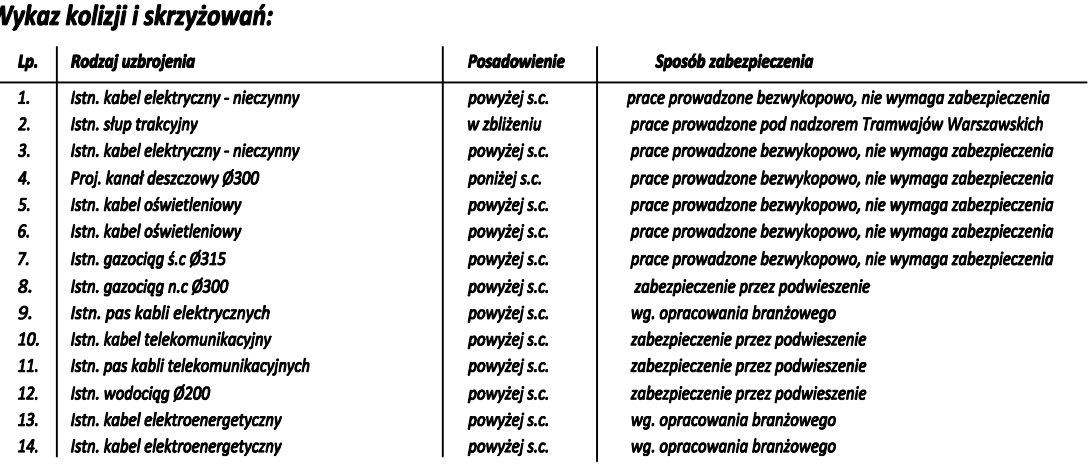 Wykaz kolizji i skrzyżowań:
Lp. Rodzaj uzbrojenia Posadowienie Sposób zabezpieczenia
1. Istn. kabel elektryczny - nieczynny powyżej s.c. prace prowadzone bezwykopowo, nie wymaga zabezpieczenia
2. Istn. słup trakcyjny w zbliżeniu prace prowadzone pod nadzorem Tramwajów Warszawskich
3. Istn. kabel elektryczny - nieczynny powyżej s.c. prace prowadzone bezwykopowo, nie wymaga zabezpieczenia
4. Proj. kanał deszczowy Ø300 poniżej s.c. prace prowadzone bezwykopowo, nie wymaga zabezpieczenia
5. Istn. kabel oświetleniowy powyżej s.c. prace prowadzone bezwykopowo, nie wymaga zabezpieczenia
6. Istn. kabel oświetleniowy powyżej s.c. prace prowadzone bezwykopowo, nie wymaga zabezpieczenia
7. Istn. gazociąg ś.c Ø315 powyżej s.c. prace prowadzone bezwykopowo, nie wymaga zabezpieczenia
8. Istn. gazociąg n.c Ø300 powyżej s.c. zabezpieczenie przez podwieszenie
9. Istn. pas kabli elektrycznych powyżej s.c. wg. opracowania branżowego
10. Istn. kabel telekomunikacyjny powyżej s.c. zabezpieczenie przez podwieszenie
11. Istn. pas kabli telekomunikacyjnych powyżej s.c. zabezpieczenie przez podwieszenie
12. Istn. wodociąg Ø200 powyżej s.c. zabezpieczenie przez podwieszenie
13. Istn. kabel elektroenergetyczny powyżej s.c. wg. opracowania branżowego
14. Istn. kabel elektroenergetyczny powyżej s.c. wg. opracowania branżowego